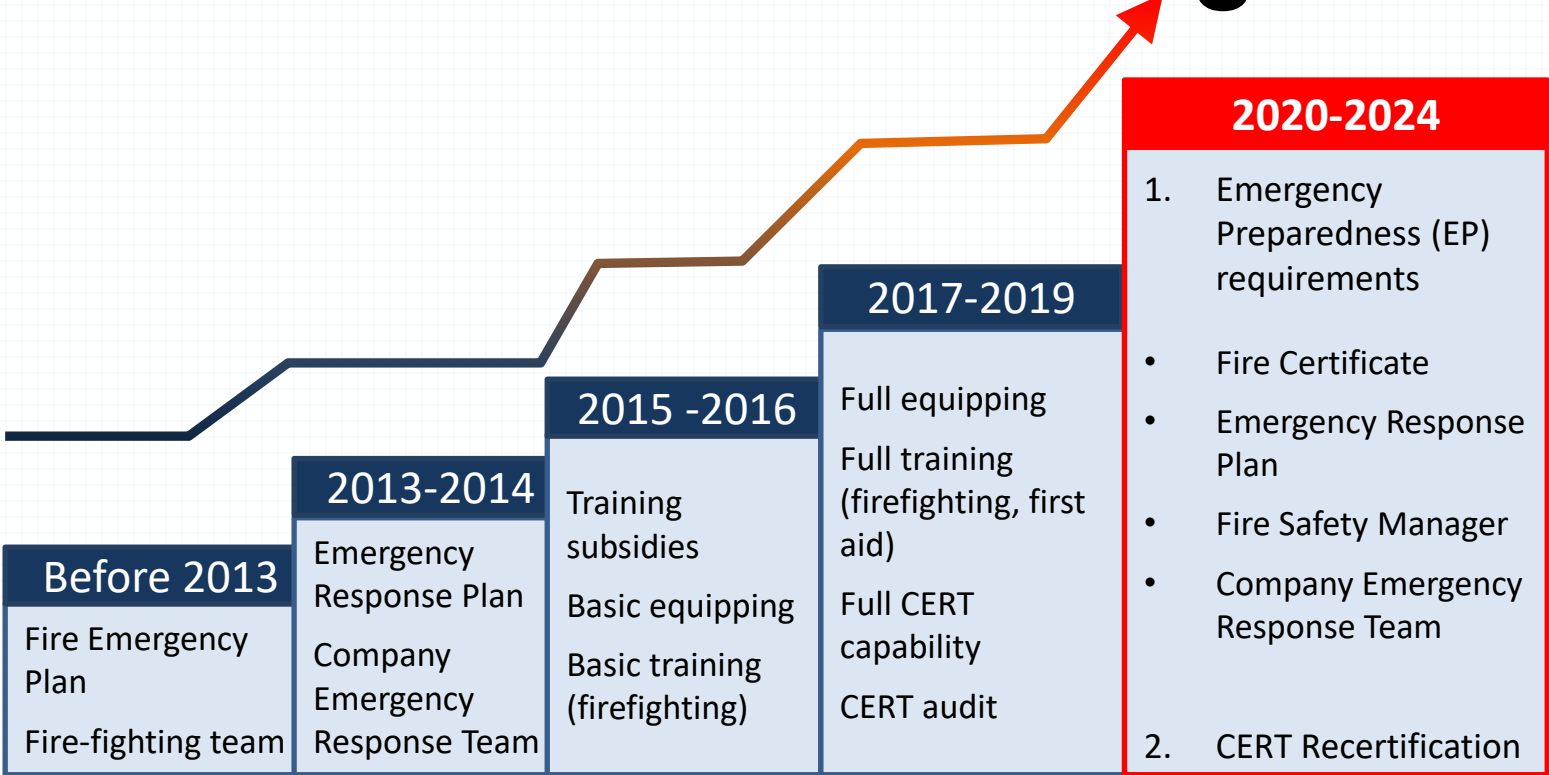 Before 2013
Fire Emergency
Plan
Fire-fighting team
2013-2014
Emergency
Response Plan
Company
Emergency
Response Team
2015 -2016
Training
subsidies
Basic equipping
Basic training
(firefighting)
2017-2019
Full equipping
Full training
(firefighting, first
aid)
Full CERT
capability
CERT audit
2020-2024
1. Emergency
Preparedness (EP)
requirements
• Fire Certificate
• Emergency Response
Plan
• Fire Safety Manager
• Company Emergency
Response Team
2. CERT Recertification